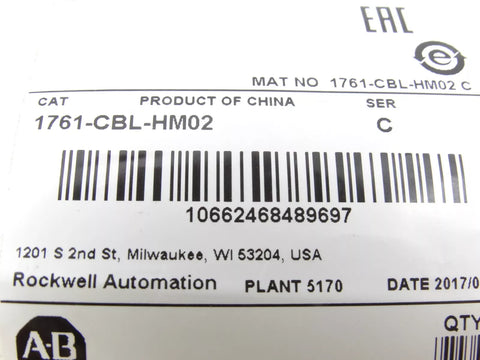 EAC
e
MAT NO 1761-CBL-HM02 C
CAT PRODUCT OF CHINA SER
1761-CBL-HM02 C
10662468489697
1201 S 2nd St, Milwaukee, WI 53204, USA
Rockwell Automation PLANT 5170 DATE 2017/0
A-B QTY